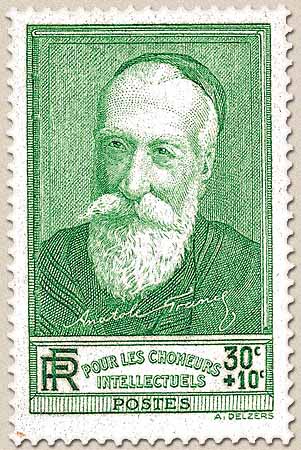 Anatole France
RF
POUR LES CHOMEURS
INTELLECTUELS
30c
+10c
POSTES
A. DELZERS